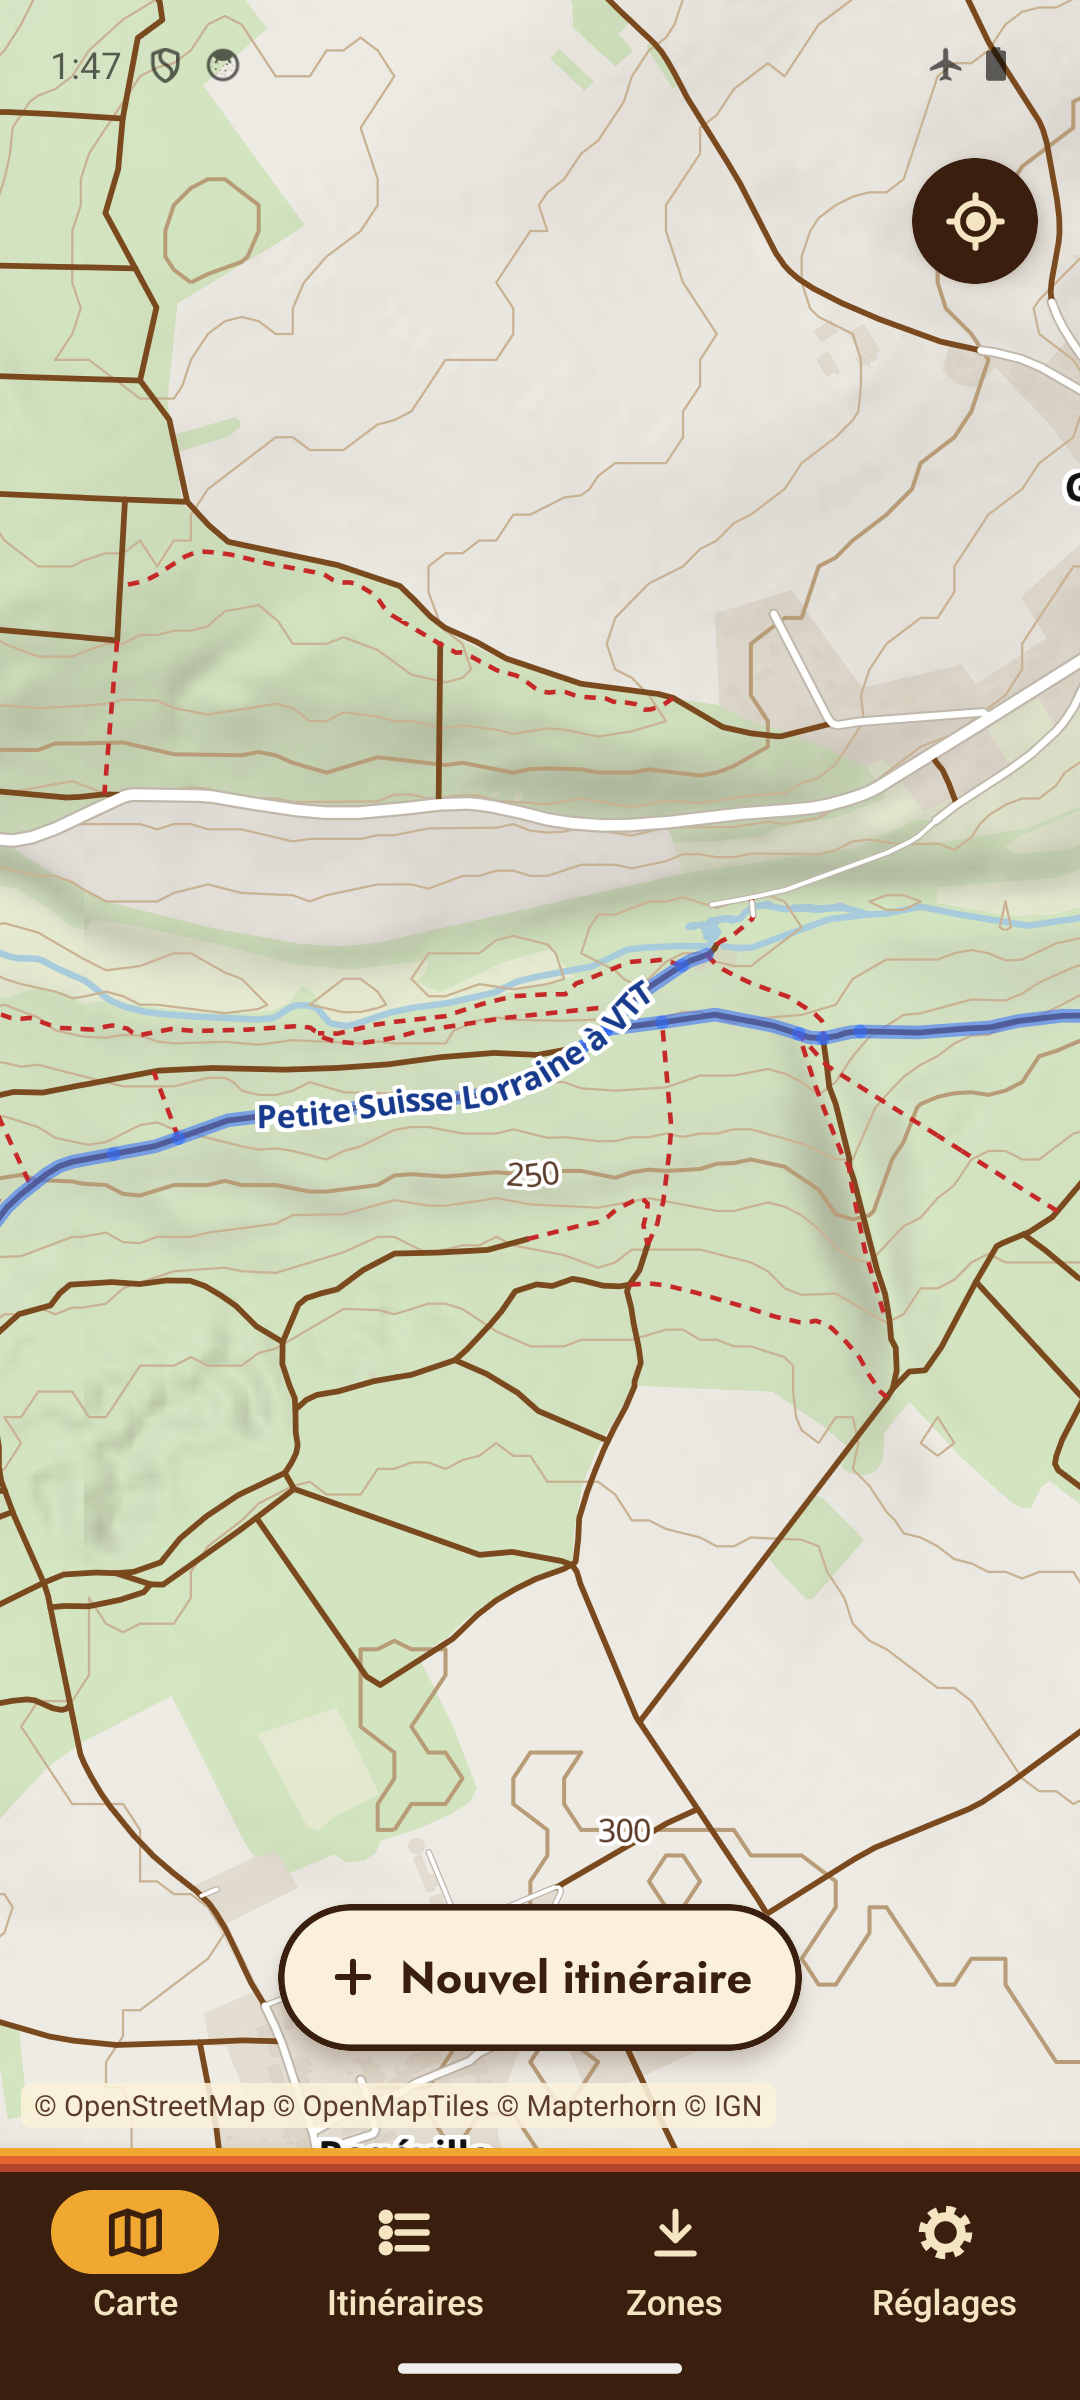 1:47
G
Petite Suisse Lorraine à VTT
250
300
+ Nouvel itinéraire
© OpenStreetMap © OpenMapTiles © Mapterhorn © IGN
Carte
Itinéraires
Zones
Réglages